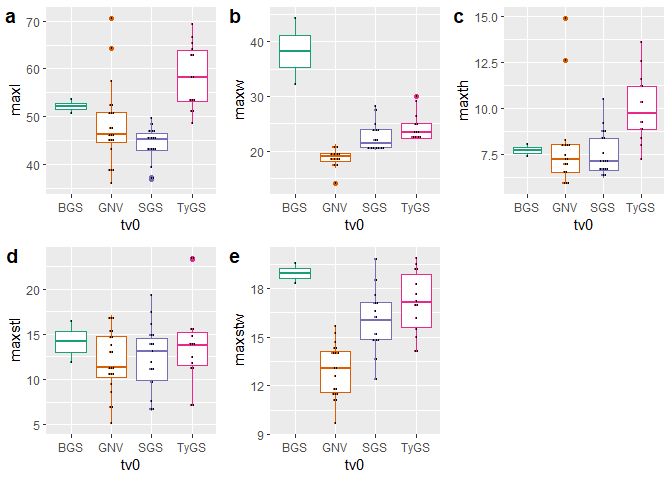 a
b
c
70
60
50
40
maxl
BGS GNV SGS TyGS
tv0
40
30
20
maxw
BGS GNV SGS TyGS
tv0
15.0
12.5
10.0
7.5
maxth
BGS GNV SGS TyGS
tv0
d
e
20
15
10
5
maxstl
BGS GNV SGS TyGS
tv0
18
15
12
9
maxstw
BGS GNV SGS TyGS
tv0